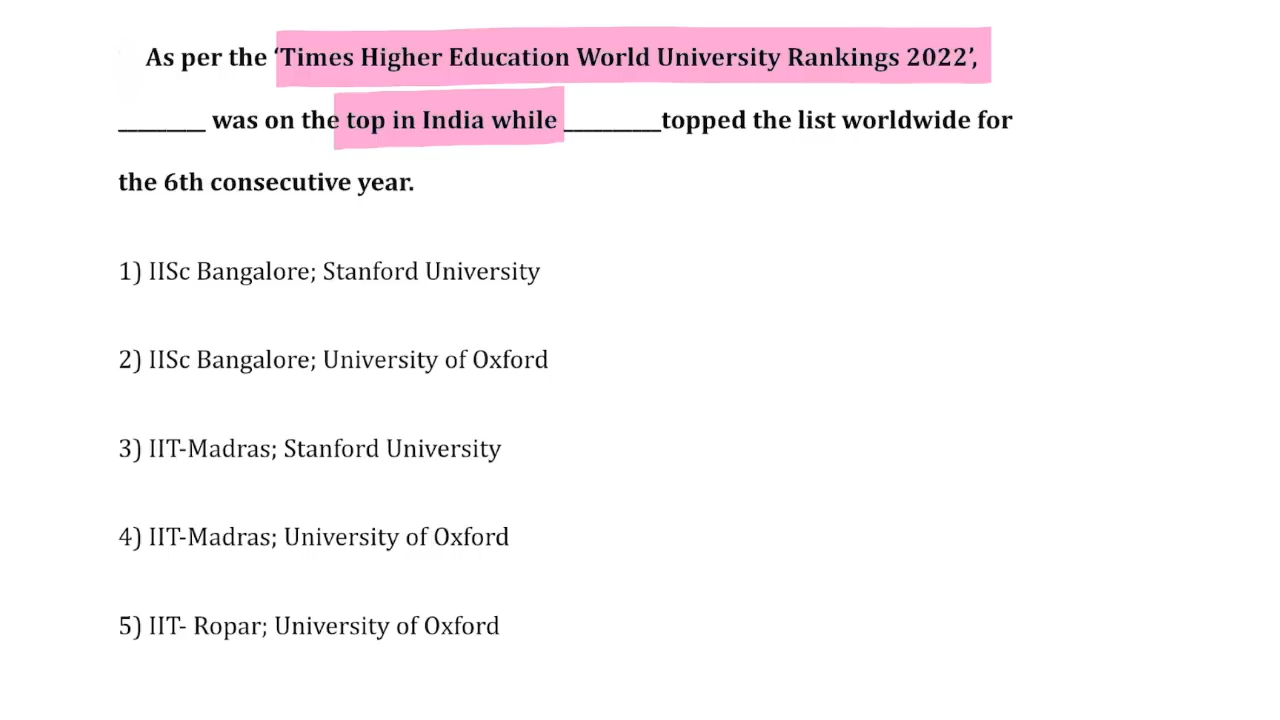 As per the ‘Times Higher Education World University Rankings 2022’,
_________ was on the top in India while __________topped the list worldwide for
the 6th consecutive year.
1) IISc Bangalore; Stanford University
2) IISc Bangalore; University of Oxford
3) IIT-Madras; Stanford University
4) IIT-Madras; University of Oxford
5) IIT- Ropar; University of Oxford